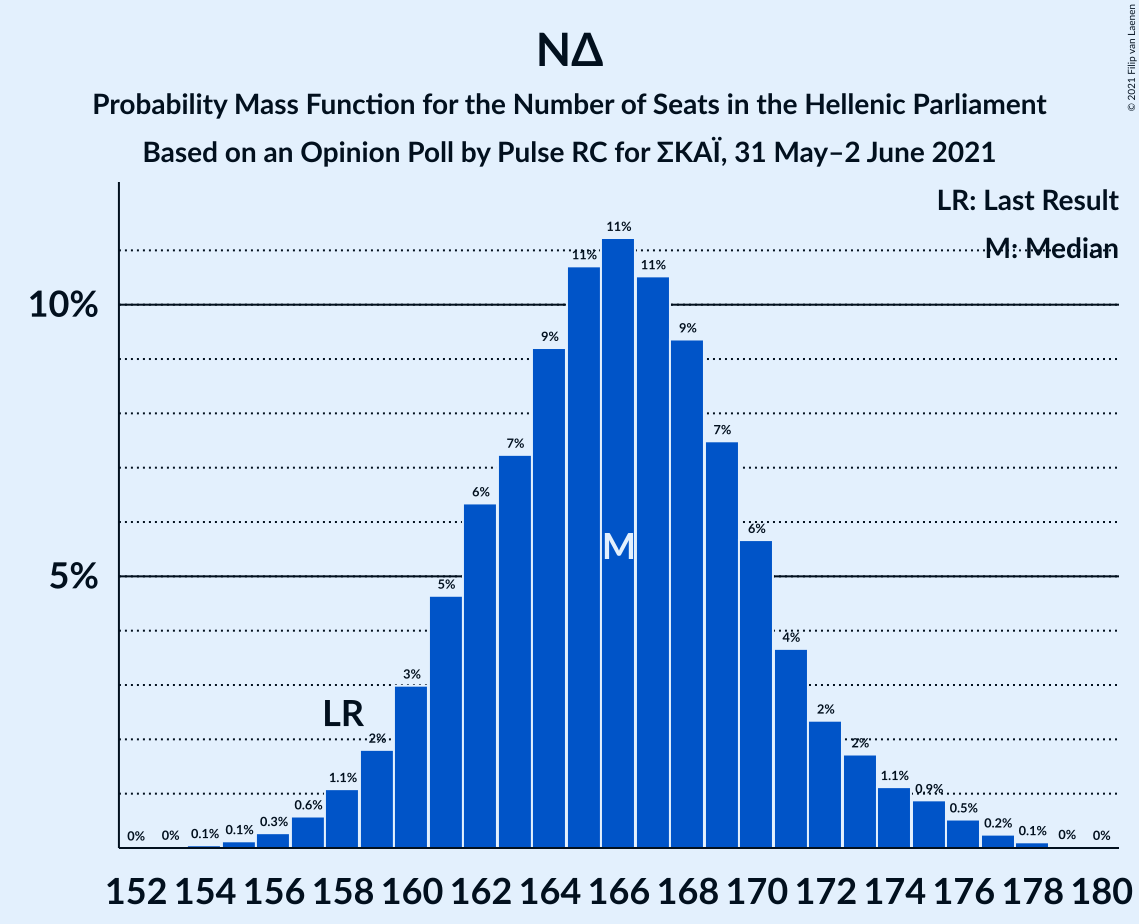 ΝΔ
Probability Mass Function for the Number of Seats in the Hellenic Parliament
Based on an Opinion Poll by Pulse RC for ΣΚΑΪ, 31 May–2 June 2021
© 2021 Filip van Laenen
LR: Last Result
M: Median
10%
5%
0% 0% 0.1% 0.1% 0.3% 0.6% 1.1% 2% 3% 5% 6% 7% 9% 11% 11% 11% 9% 7% 6% 4% 2% 2% 1.1% 0.9% 0.5% 0.2% 0.1% 0% 0%
LR
M
152 154 156 158 160 162 164 166 168 170 172 174 176 178 180